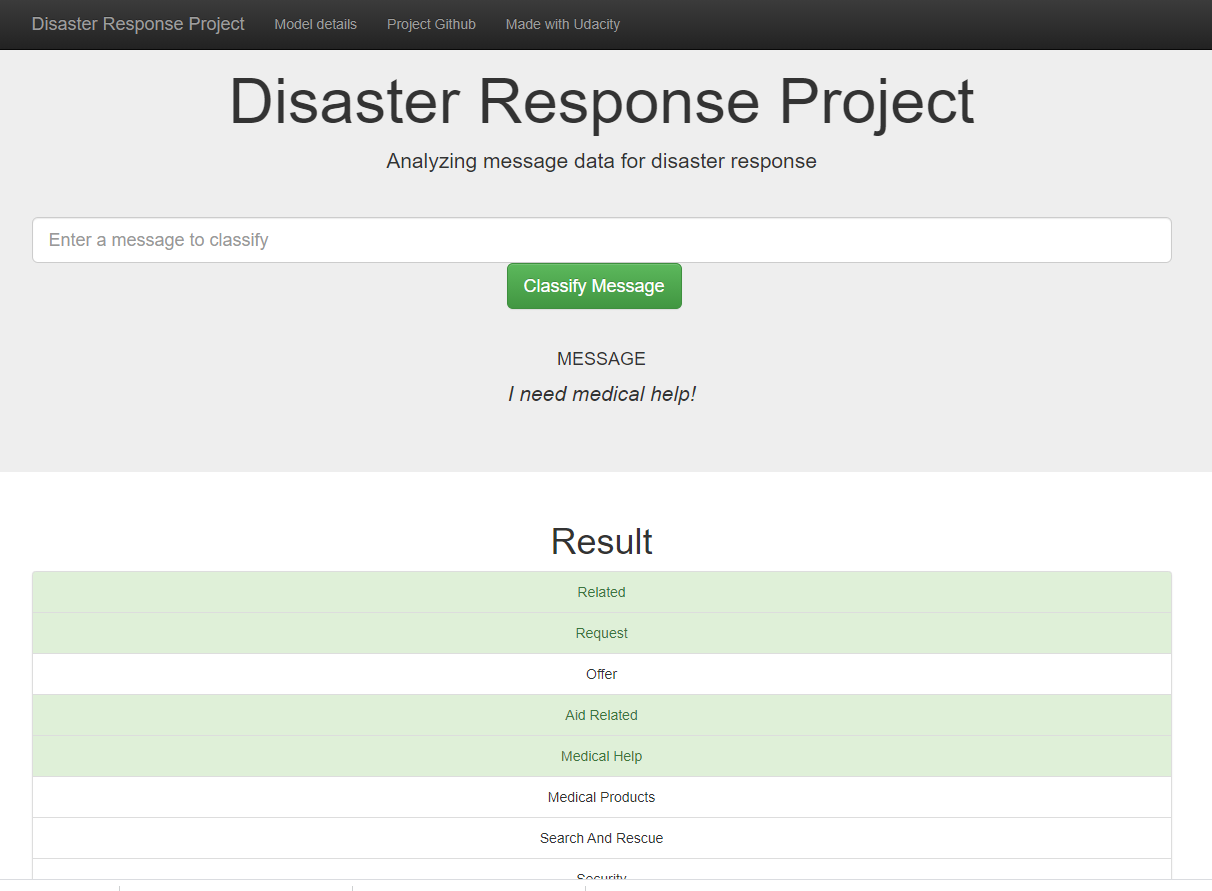 Disaster Response Project Model details Project Github Made with Udacity
Disaster Response Project
Analyzing message data for disaster response
Enter a message to classify
Classify Message
MESSAGE
I need medical help!
Result
Related
Request
Offer
Aid Related
Medical Help
Medical Products
Search And Rescue
Security